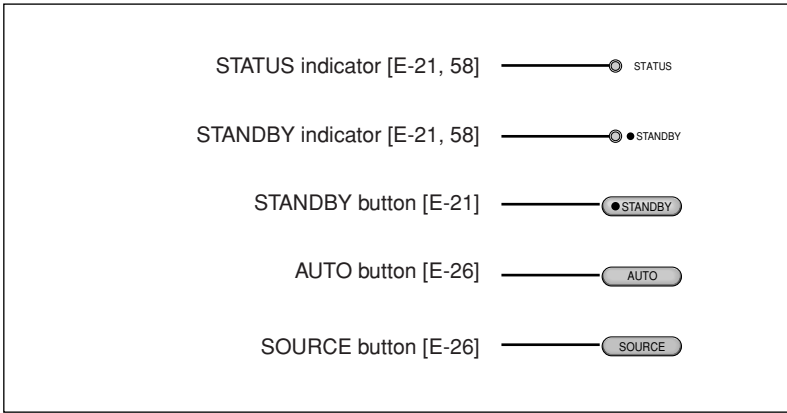 STATUS indicator [E-21, 58] STATUS
STANDBY indicator [E-21, 58] ●STANDBY
STANDBY button [E-21] ●STANDBY
AUTO button [E-26] AUTO
SOURCE button [E-26] SOURCE